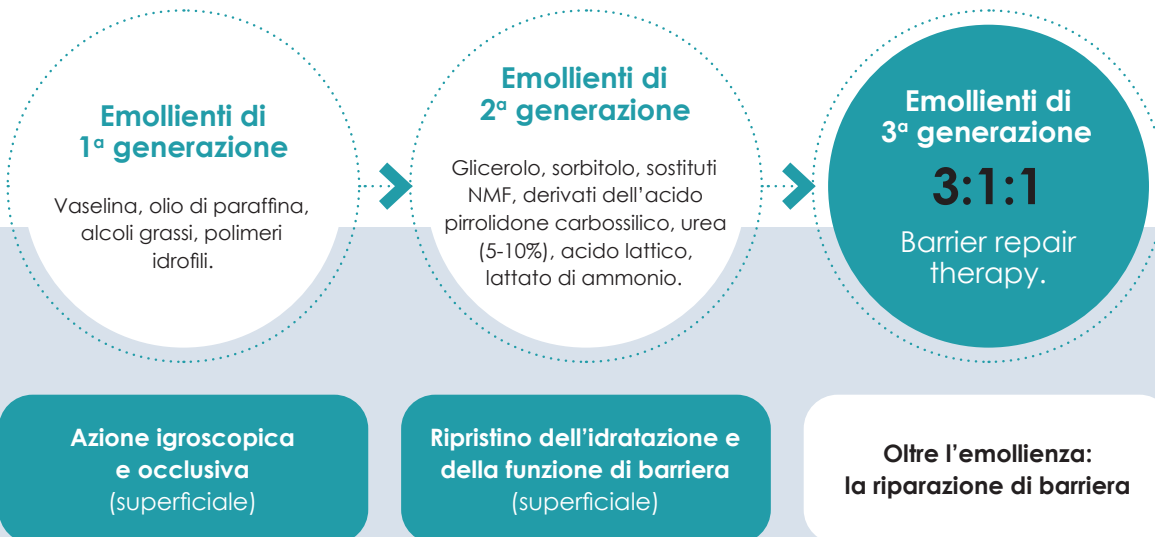 Emollienti di
1ª generazione
Vaselina, olio di paraffina,
alcoli grassi, polimeri
idrofili.
Emollienti di
2ª generazione
Glicerolo, sorbitolo, sostituti
NMF, derivati dell’acido
pirrolidone carbossilico, urea
(5-10%), acido lattico,
lattato di ammonio.
Emollienti di
3ª generazione
3:1:1
Barrier repair
therapy.
Azione igroscopica
e occlusiva
(superficiale)
Ripristino dell’idratazione e
della funzione di barriera
(superficiale)
Oltre l’emollienza:
la riparazione di barriera